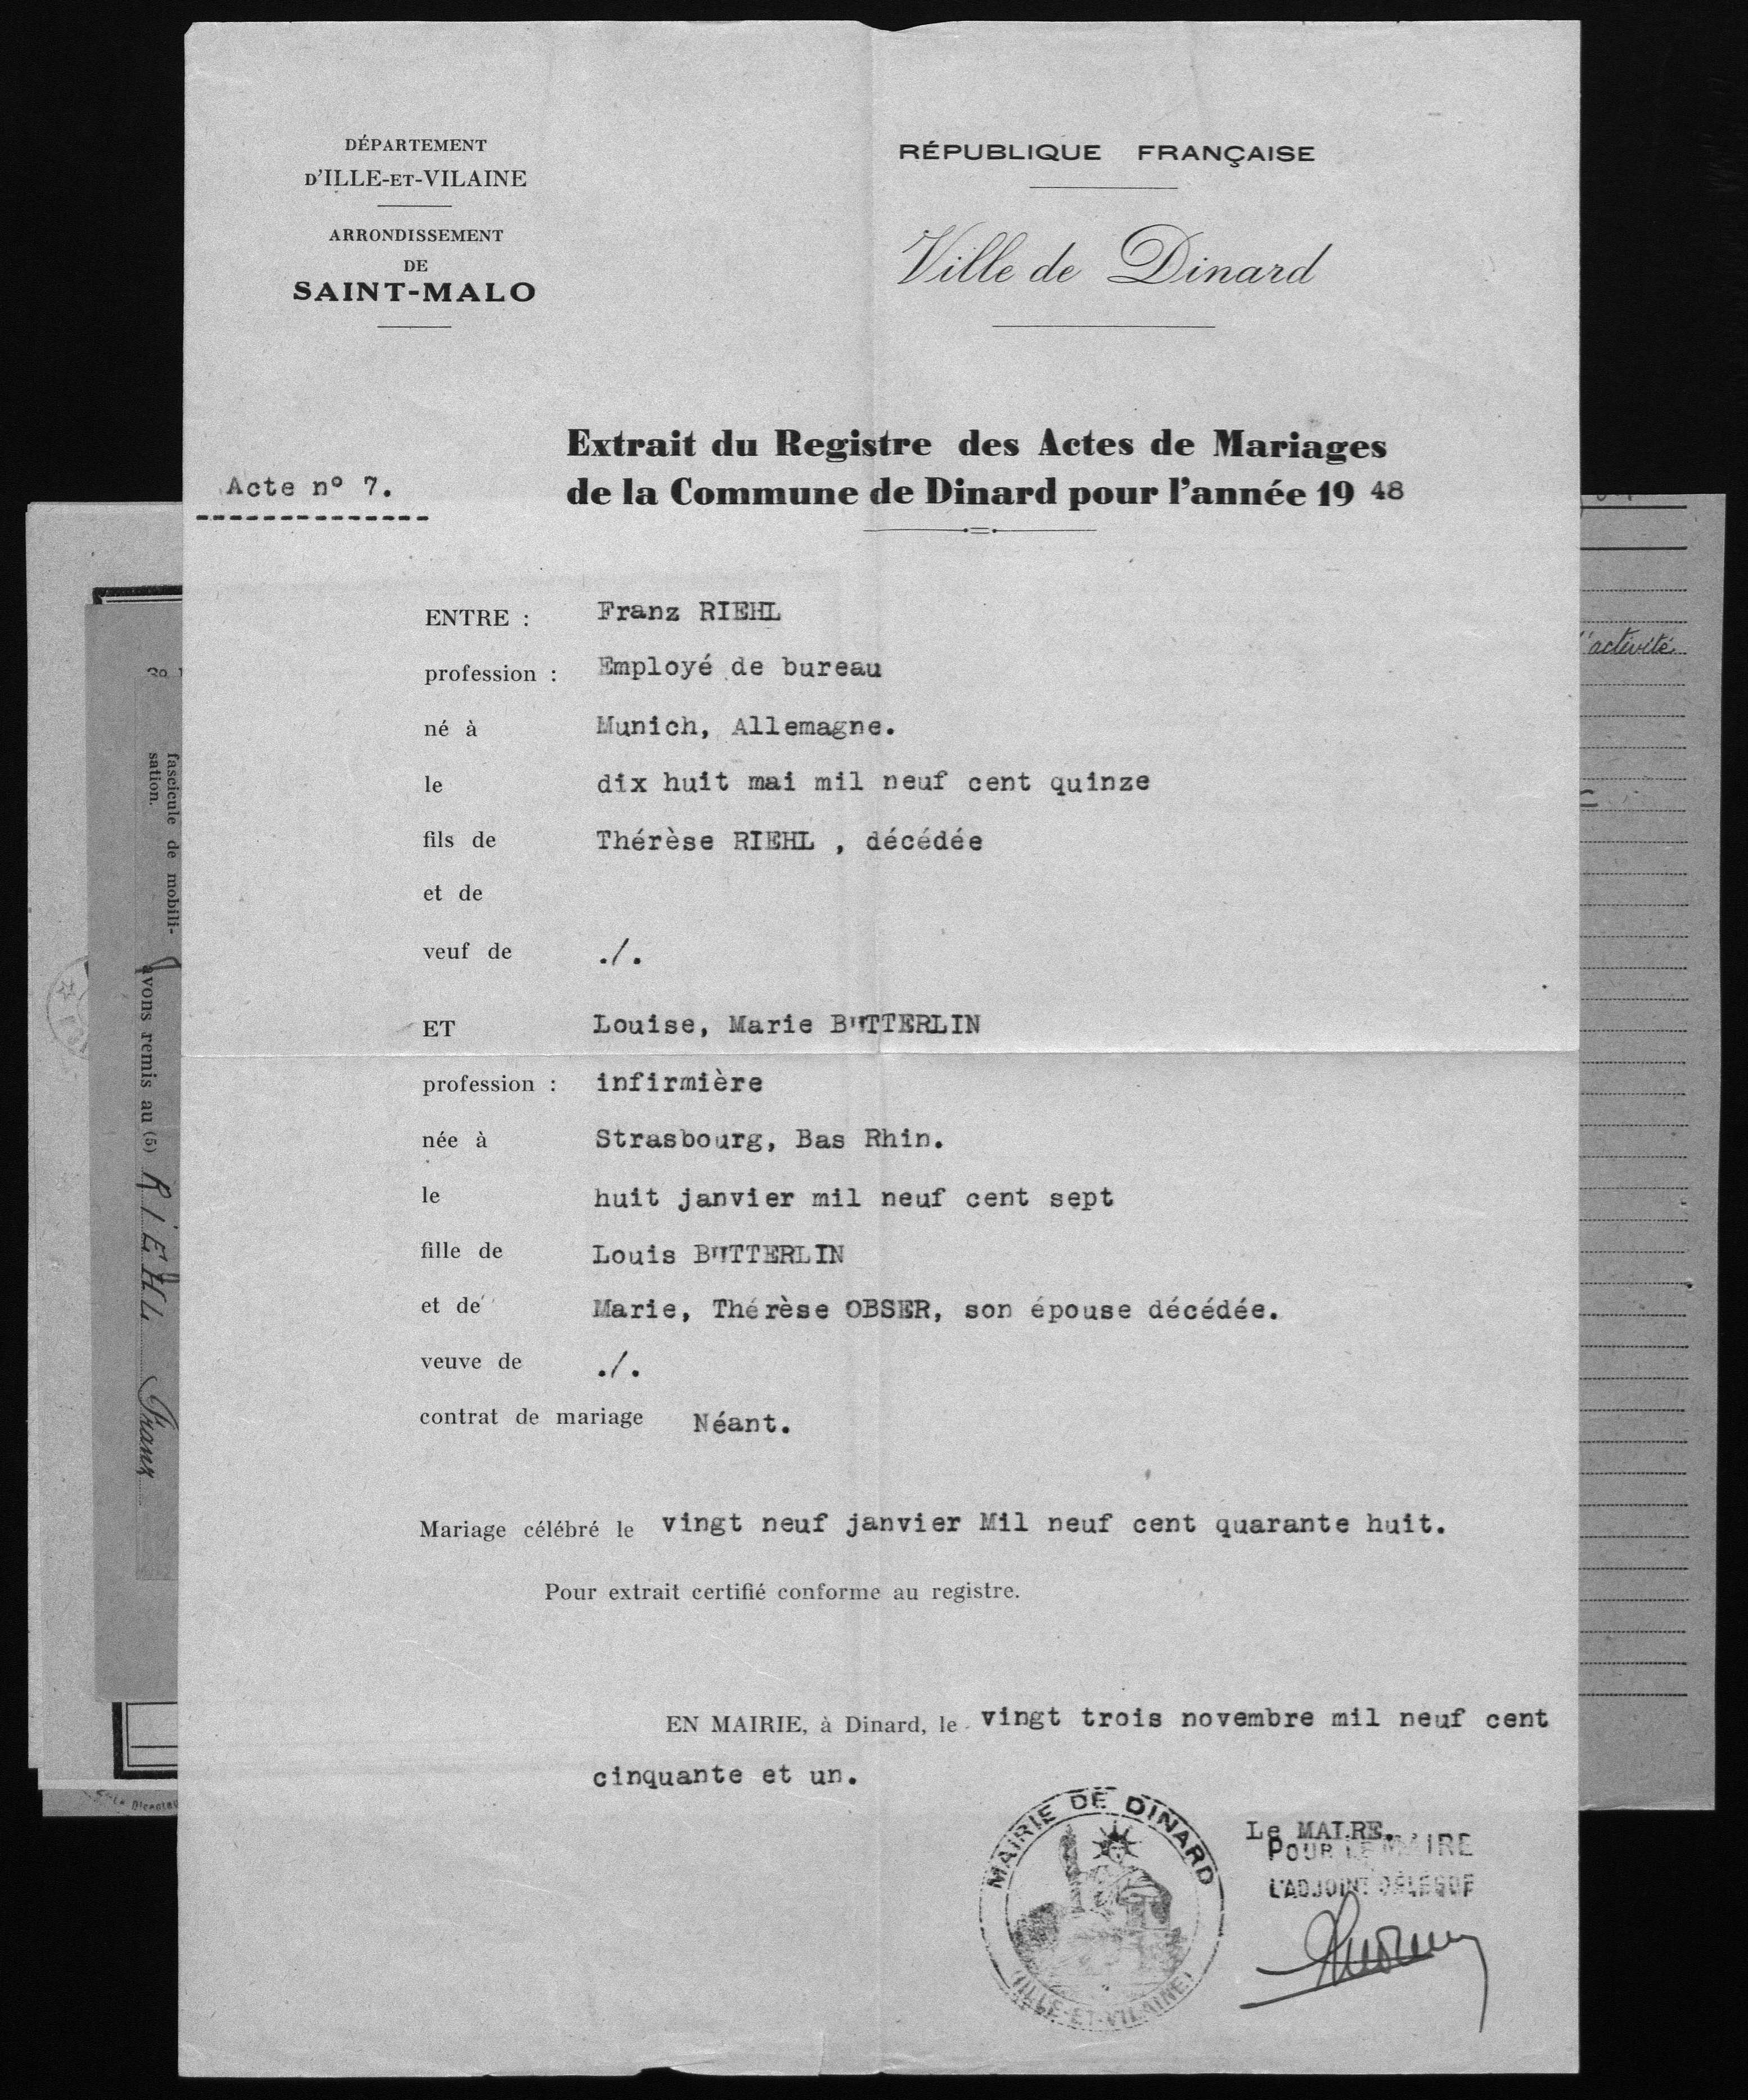 DÉPARTEMENT
D'ILLE-ET-VILAINE
ARRONDISSEMENT
DE
SAINT-MALO
RÉPUBLIQUE FRANÇAISE
Ville de Dinard
Acte n° 7.
Extrait du Registre des Actes de Mariages
de la Commune de Dinard pour l'année 19 48
ENTRE : Franz RIEHL
profession : Employé de bureau
né à Munich, Allemagne.
le dix huit mai mil neuf cent quinze
fils de Thérèse RIEHL , décédée
et de
veuf de ./.
ET Louise, Marie BUTTERLIN
profession : infirmière
née à Strasbourg, Bas Rhin.
le huit janvier mil neuf cent sept
fille de Louis BUTTERLIN
et de Marie, Thérèse OBSER, son épouse décédée.
veuve de ./.
contrat de mariage Néant.
Mariage célébré le vingt neuf janvier Mil neuf cent quarante huit.
Pour extrait certifié conforme au registre.
EN MAIRIE, à Dinard, le vingt trois novembre mil neuf cent
cinquante et un.
MAIRIE DE DINARD
(ILLE-ET-VILAINE)
Le MAIRE.
POUR LE MAIRE
L'ADJOINT DÉLÉGUÉ
fascicule de mobili-
sation.
avons remis au (5) RIEHL Franz
l'activité